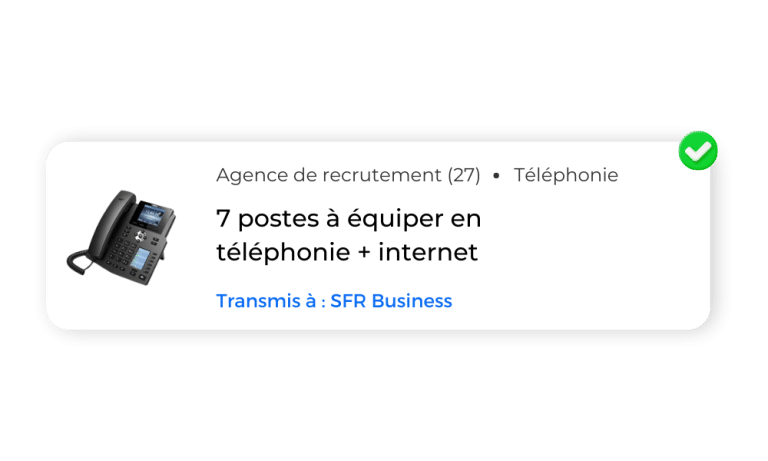 Agence de recrutement (27) • Téléphonie
7 postes à équiper en
téléphonie + internet
Transmis à : SFR Business